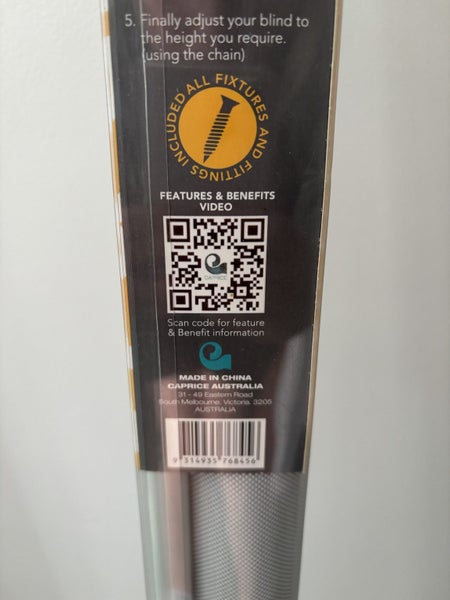 5. Finally adjust your blind to
the height you require.
(using the chain)
ALL FIXTURES AND FITTINGS INCLUDED
FEATURES & BENEFITS
VIDEO
CAPRICE
Scan code for feature
& Benefit information
MADE IN CHINA
CAPRICE AUSTRALIA
31 - 49 Eastern Road
South Melbourne, Victoria. 3205
AUSTRALIA
9 314935 768456